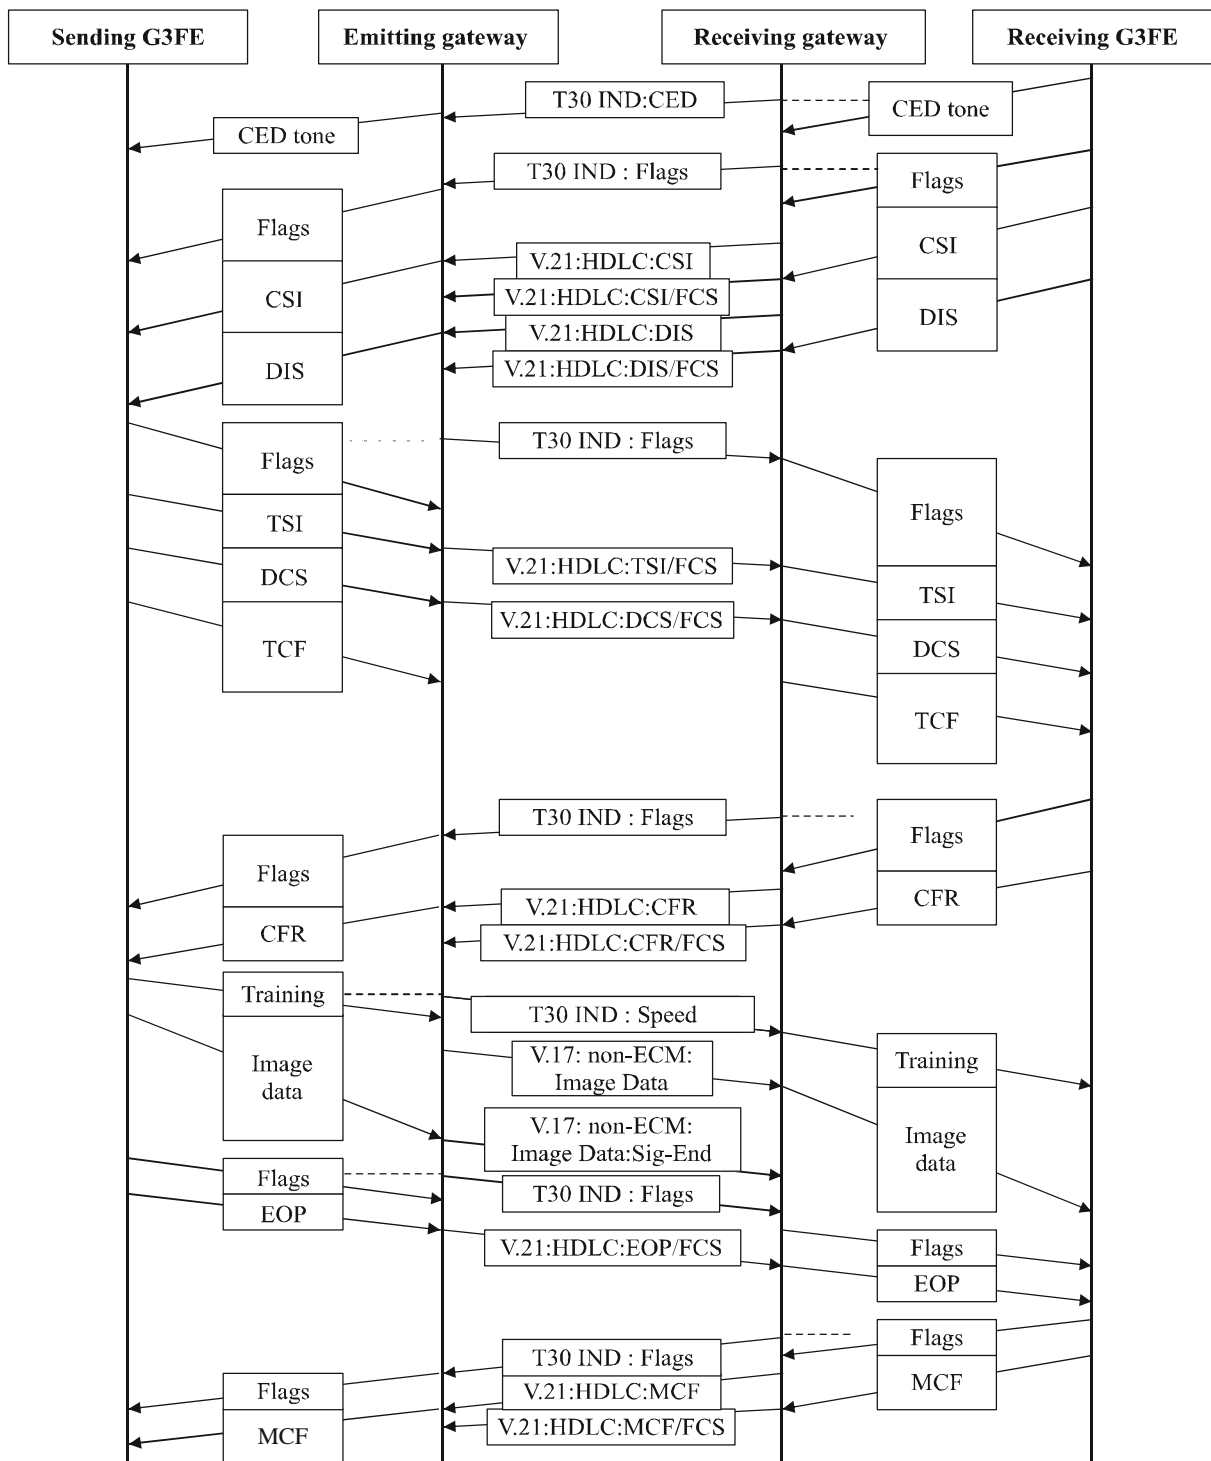 Sending G3FE
Emitting gateway
Receiving gateway
Receiving G3FE
T30 IND:CED
CED tone
CED tone
T30 IND : Flags
Flags
Flags
CSI
V.21:HDLC:CSI
CSI
V.21:HDLC:CSI/FCS
DIS
V.21:HDLC:DIS
V.21:HDLC:DIS/FCS
DIS
T30 IND : Flags
Flags
Flags
TSI
V.21:HDLC:TSI/FCS
DCS
TSI
V.21:HDLC:DCS/FCS
TCF
DCS
TCF
T30 IND : Flags
Flags
Flags
CFR
V.21:HDLC:CFR
CFR
V.21:HDLC:CFR/FCS
Training
T30 IND : Speed
V.17: non-ECM:
Image Data
Training
Image
data
V.17: non-ECM:
Image Data:Sig-End
Image
data
Flags
T30 IND : Flags
EOP
V.21:HDLC:EOP/FCS
Flags
EOP
Flags
T30 IND : Flags
MCF
Flags
V.21:HDLC:MCF
V.21:HDLC:MCF/FCS
MCF